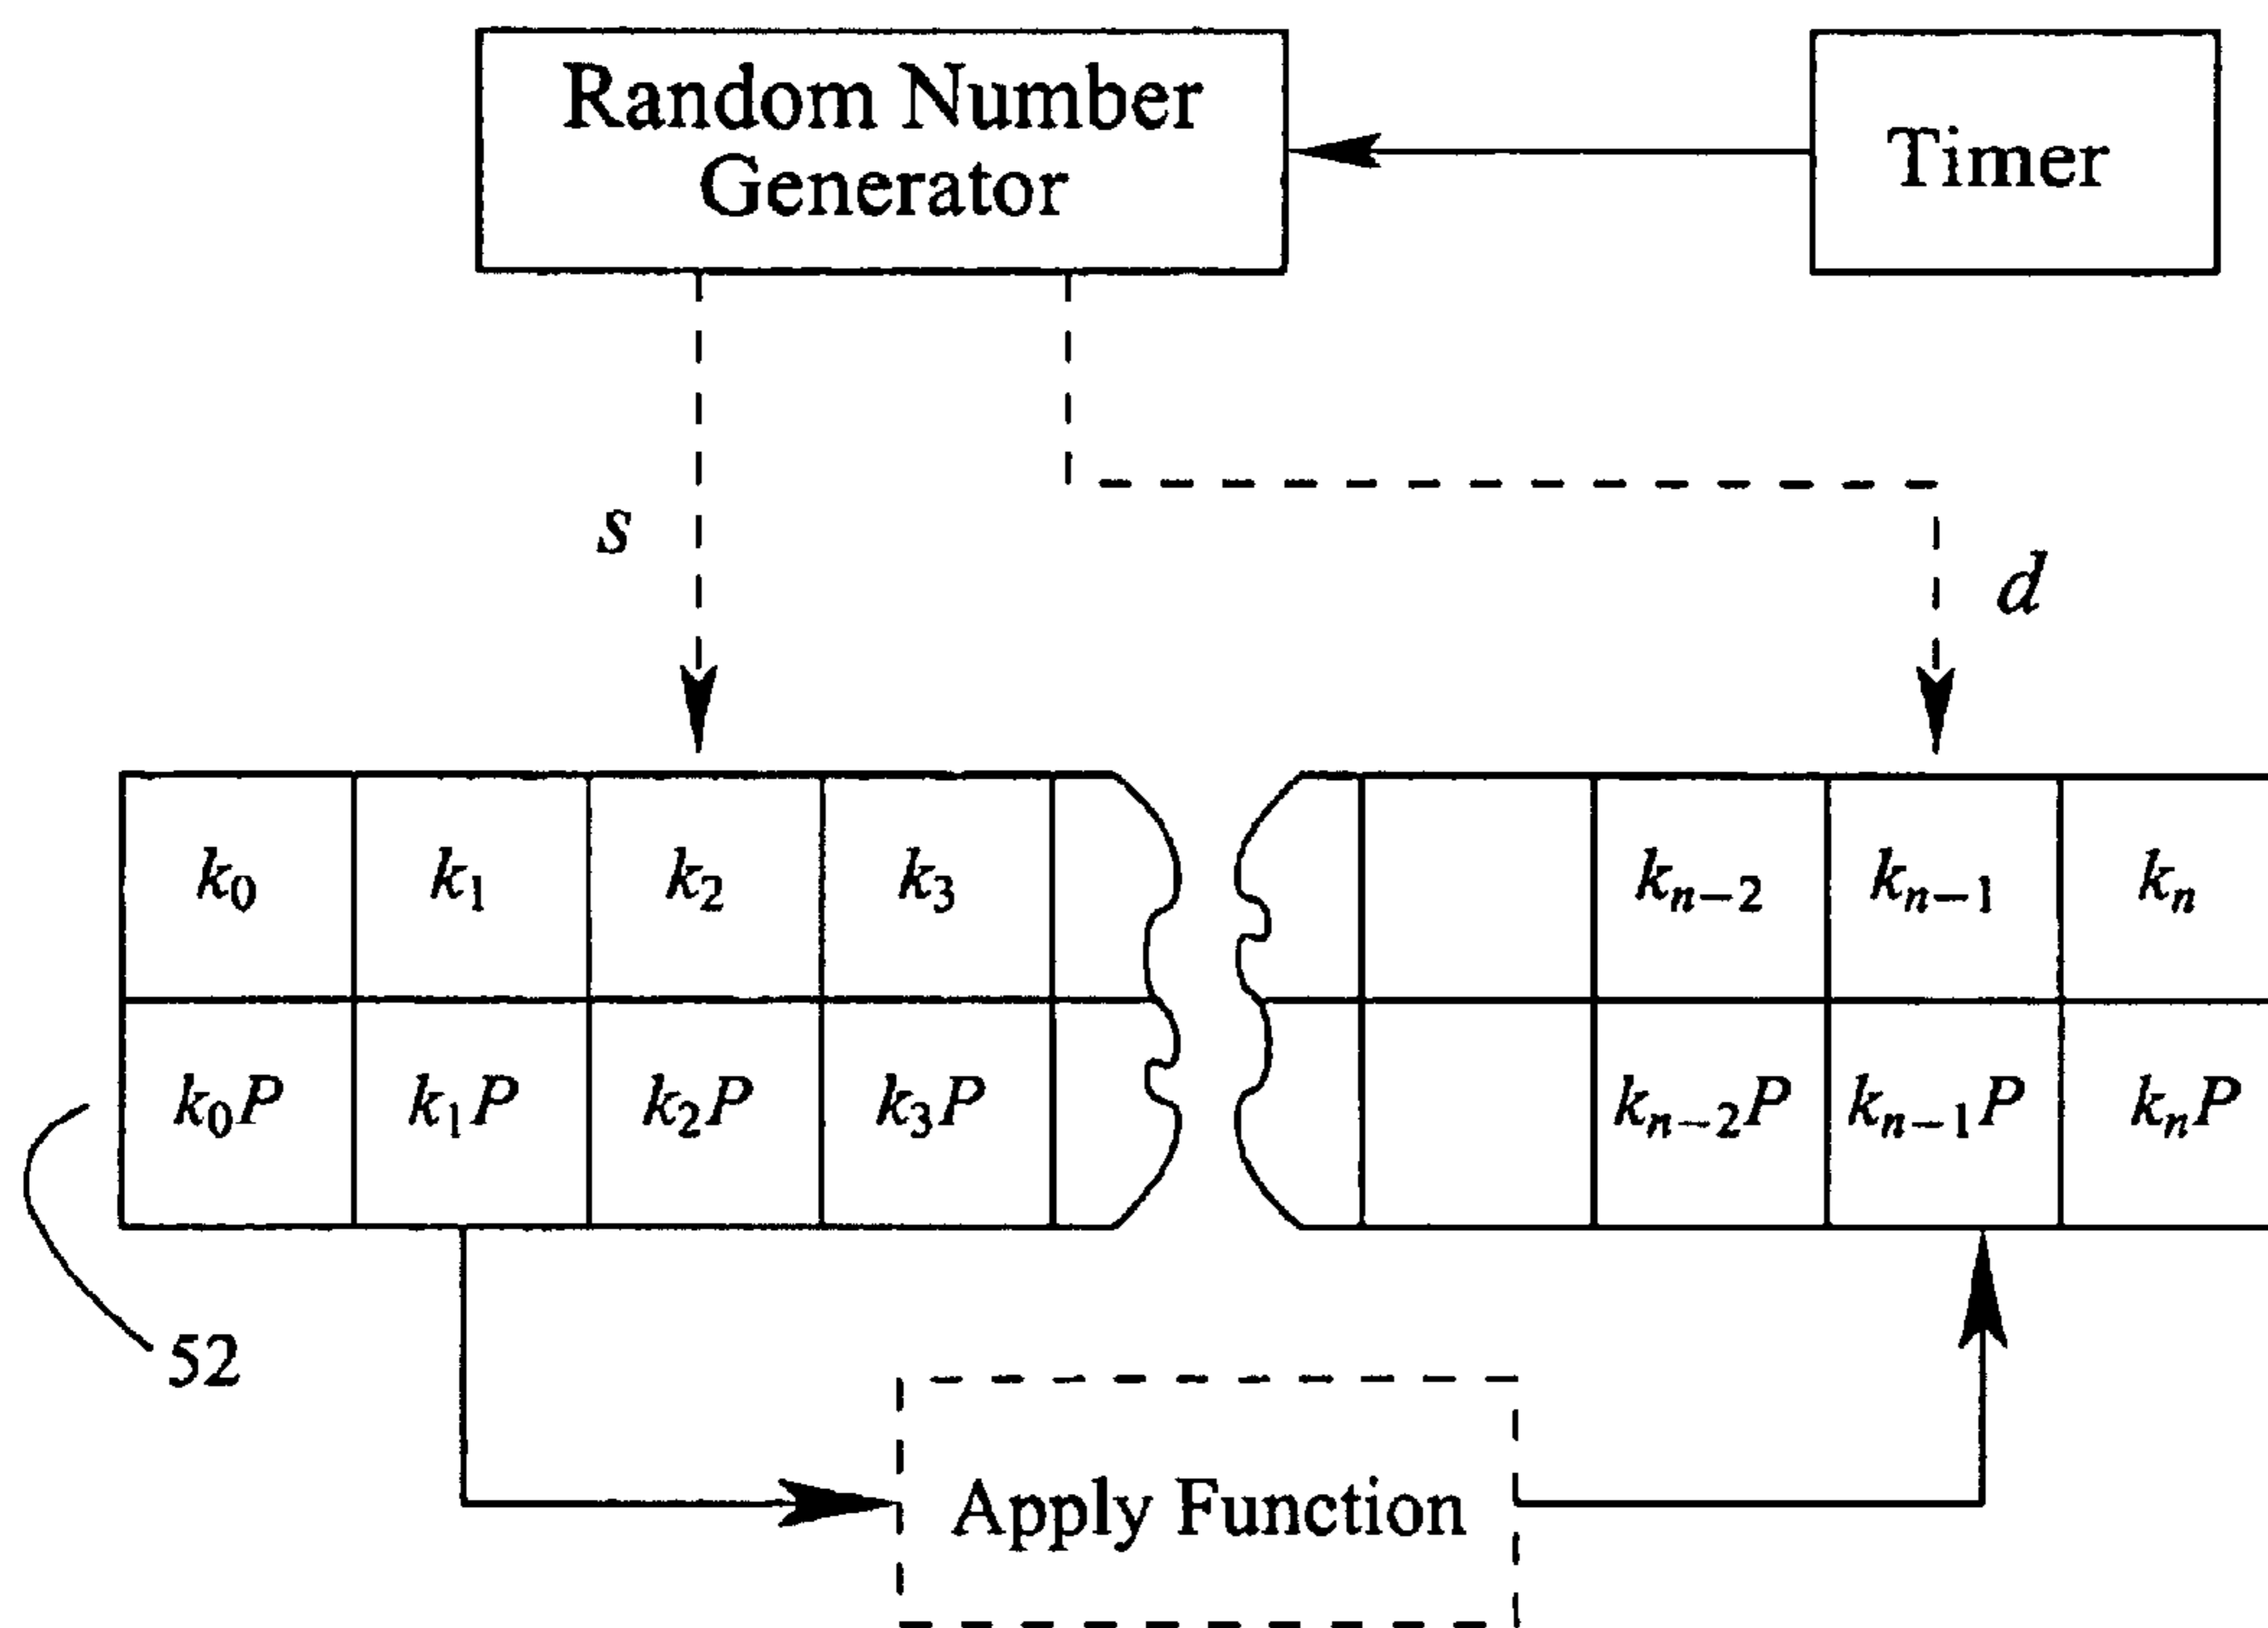 Random Number
Generator
Timer
s
d
k₀ k₁ k₂ k₃ kₙ₋₂ kₙ₋₁ kₙ
k₀P k₁P k₂P k₃P kₙ₋₂P kₙ₋₁P kₙP
52
Apply Function